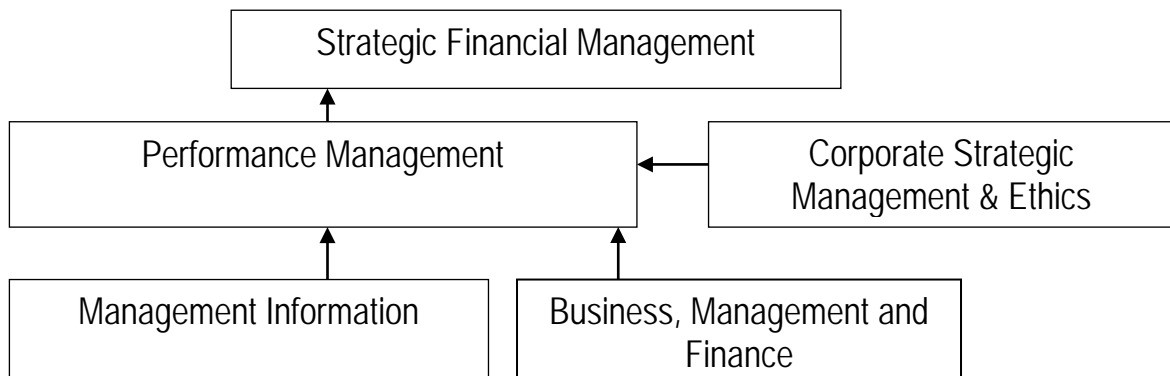 Strategic Financial Management
Performance Management
Corporate Strategic
Management & Ethics
Management Information
Business, Management and
Finance